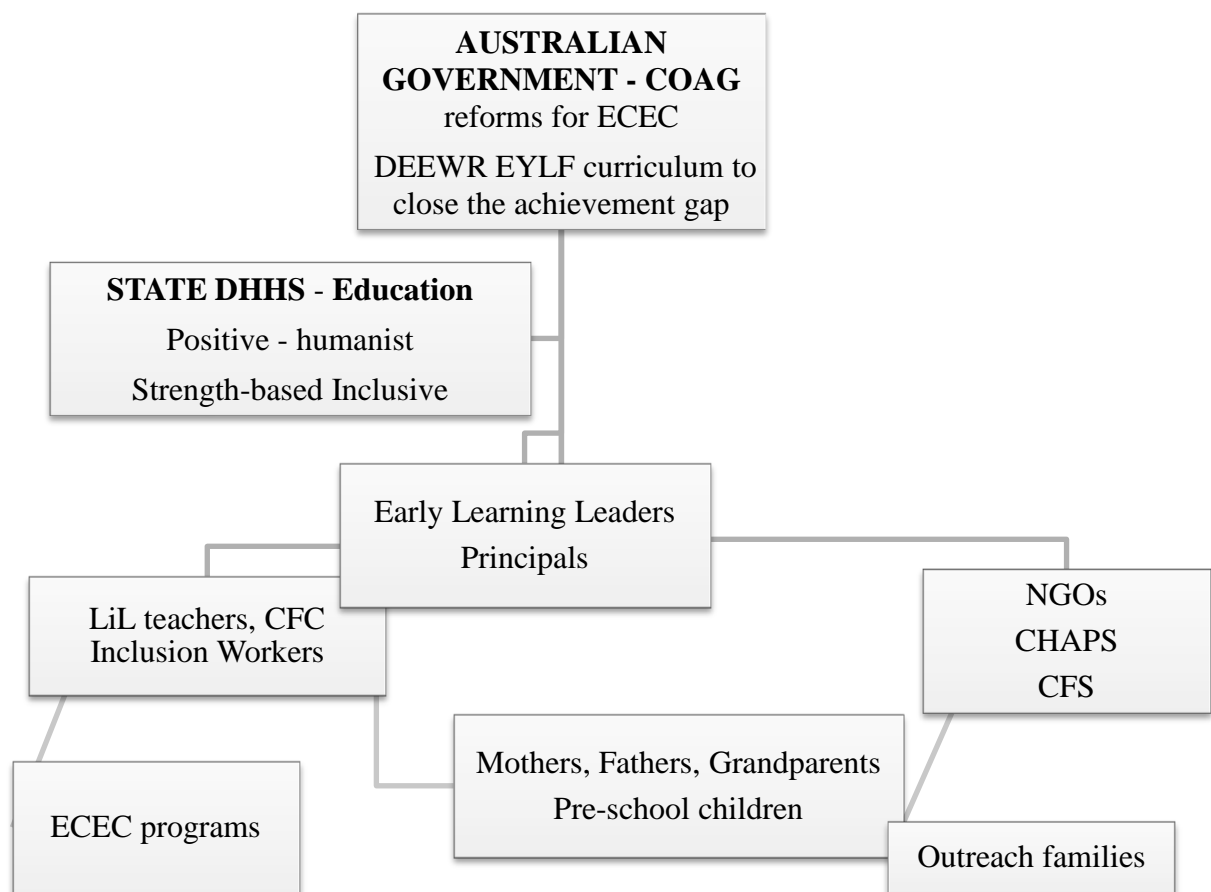 AUSTRALIAN
GOVERNMENT - COAG
reforms for ECEC
DEEWR EYLF curriculum to
close the achievement gap
STATE DHHS - Education
Positive - humanist
Strength-based Inclusive
Early Learning Leaders
Principals
LiL teachers, CFC
Inclusion Workers
NGOs
CHAPS
CFS
Mothers, Fathers, Grandparents
Pre-school children
ECEC programs
Outreach families